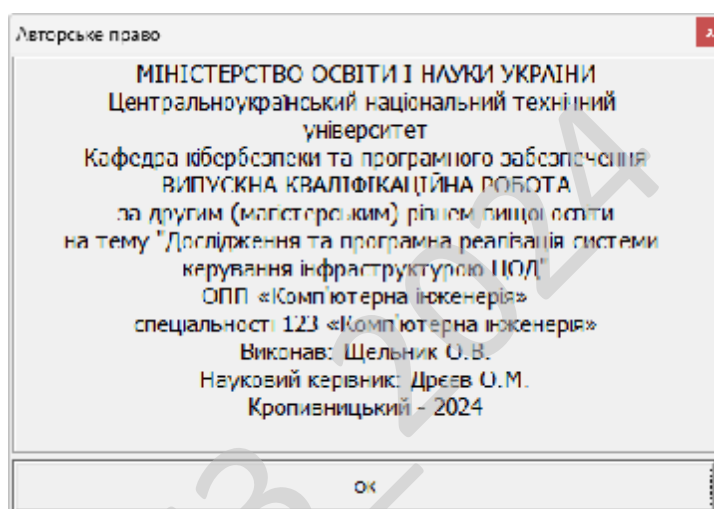 Авторське право
МІНІСТЕРСТВО ОСВІТИ І НАУКИ УКРАЇНИ
Центральноукраїнський національний технічний
університет
Кафедра кібербезпеки та програмного забезпечення
ВИПУСКНА КВАЛІФІКАЦІЙНА РОБОТА
за другим (магістерським) рівнем вищої освіти
на тему "Дослідження та програмна реалізація системи
керування інфраструктурою ЦОД"
ОПП «Комп'ютерна інженерія»
спеціальності 123 «Комп'ютерна інженерія»
Виконав: Щельник О.В.
Науковий керівник: Дрєєв О.М.
Кропивницький - 2024
ОК
3_2024